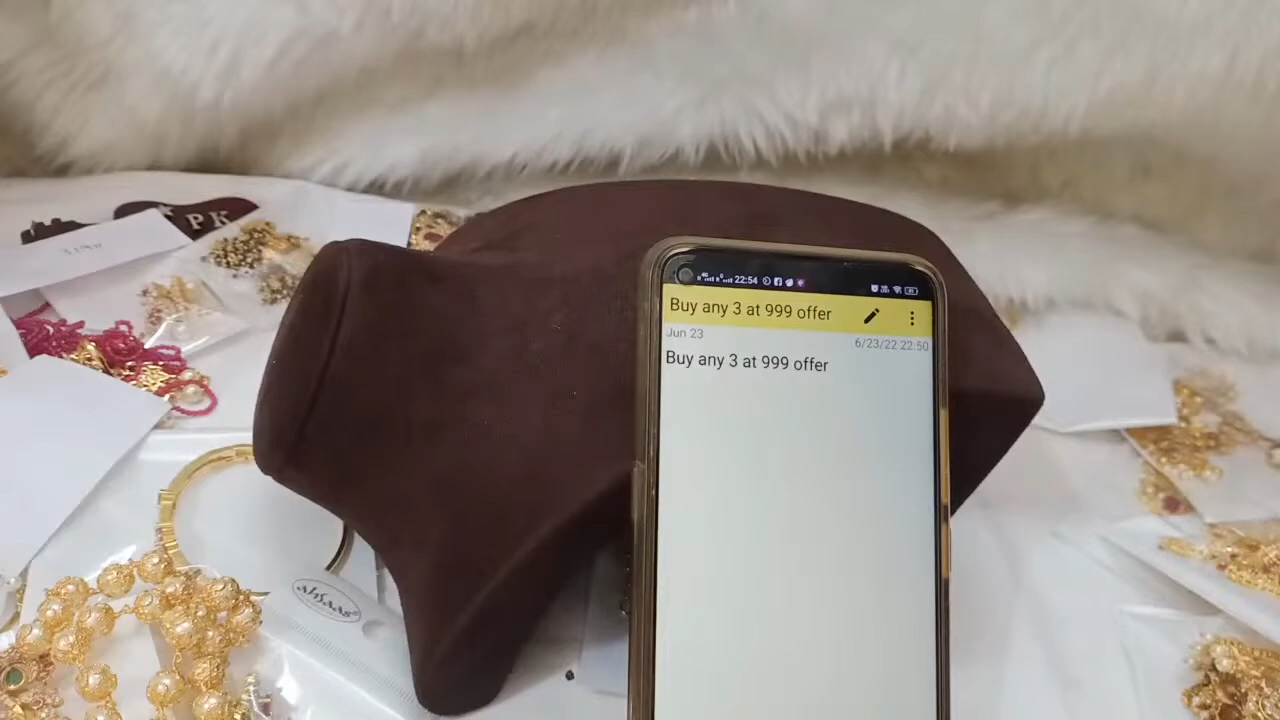 PK
22:54
Buy any 3 at 999 offer
Jun 23
6/23/22 22:50
Buy any 3 at 999 offer
ahsaas